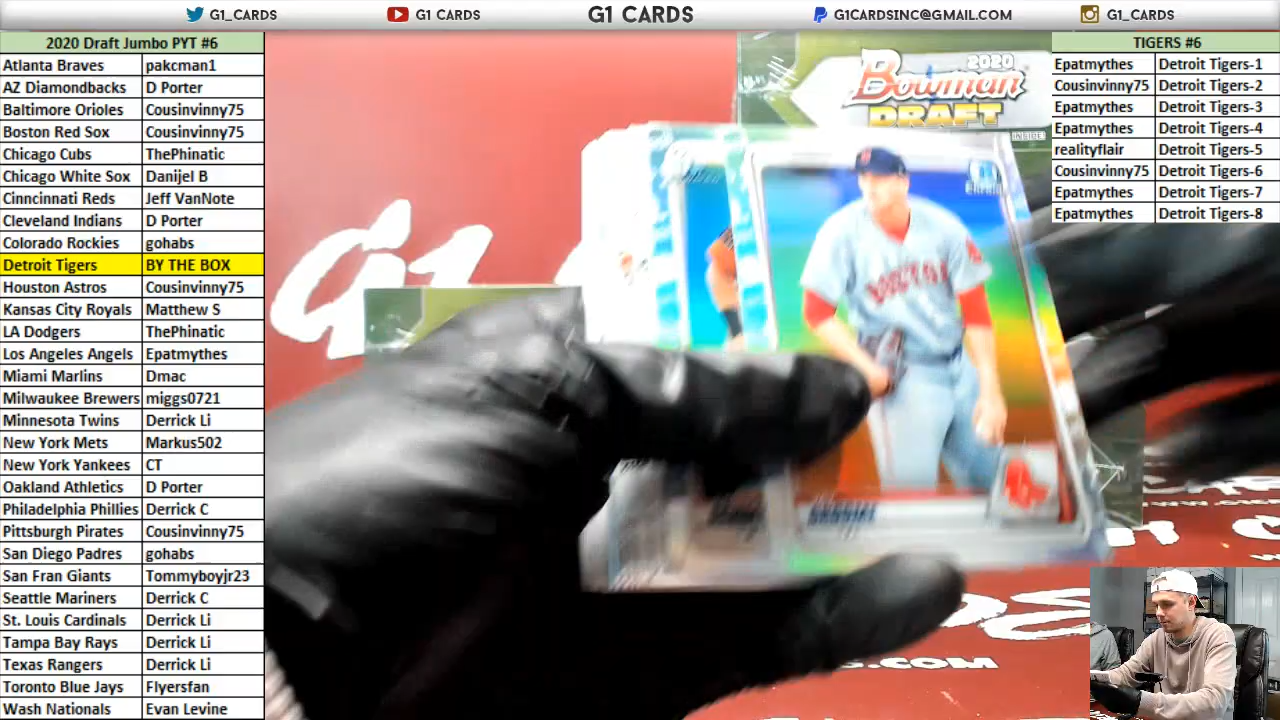 G1_CARDS
G1 CARDS
G1 CARDS
G1CARDSINC@GMAIL.COM
G1_CARDS
2020 Draft Jumbo PYT #6
Atlanta Braves pakcman1
AZ Diamondbacks D Porter
Baltimore Orioles Cousinvinny75
Boston Red Sox Cousinvinny75
Chicago Cubs ThePhinatic
Chicago White Sox Danijel B
Cinncinnati Reds Jeff VanNote
Cleveland Indians D Porter
Colorado Rockies gohabs
Detroit Tigers BY THE BOX
Houston Astros Cousinvinny75
Kansas City Royals Matthew S
LA Dodgers ThePhinatic
Los Angeles Angels Epatmythes
Miami Marlins Dmac
Milwaukee Brewers miggs0721
Minnesota Twins Derrick Li
New York Mets Markus502
New York Yankees CT
Oakland Athletics D Porter
Philadelphia Phillies Derrick C
Pittsburgh Pirates Cousinvinny75
San Diego Padres gohabs
San Fran Giants Tommyboyjr23
Seattle Mariners Derrick C
St. Louis Cardinals Derrick Li
Tampa Bay Rays Derrick Li
Texas Rangers Derrick Li
Toronto Blue Jays Flyersfan
Wash Nationals Evan Levine
TIGERS #6
Epatmythes Detroit Tigers-1
Cousinvinny75 Detroit Tigers-2
Epatmythes Detroit Tigers-3
Epatmythes Detroit Tigers-4
realityflair Detroit Tigers-5
Cousinvinny75 Detroit Tigers-6
Epatmythes Detroit Tigers-7
Epatmythes Detroit Tigers-8
2020
Bowman
DRAFT
INSIDE!
G1
BOSTON
.COM